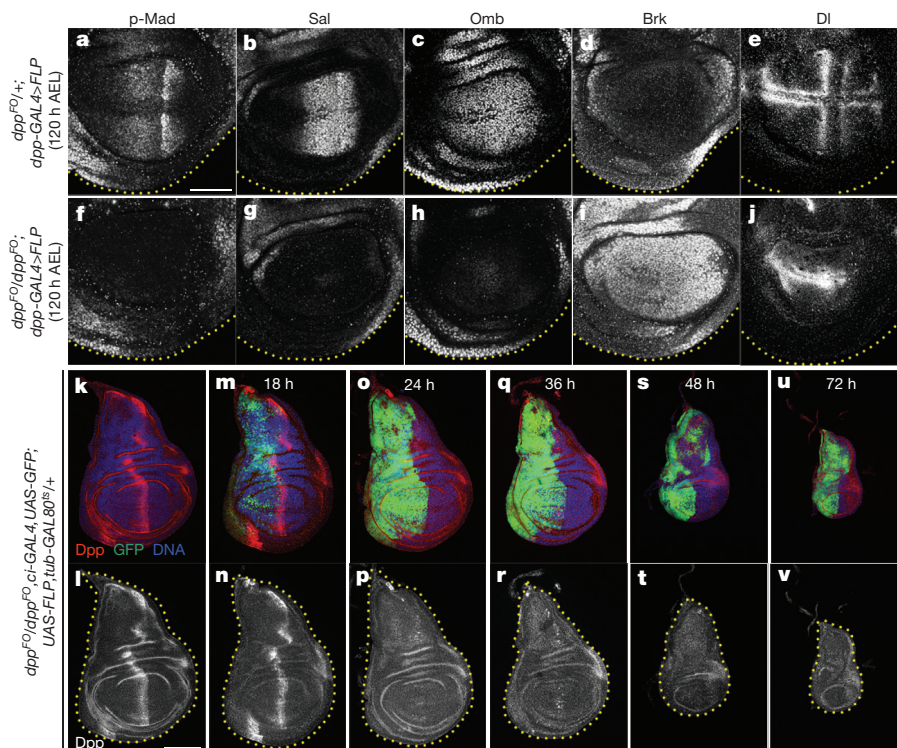 p-Mad Sal Omb Brk Dl
a b c d e
dpp^FO/+;
dpp-GAL4>FLP
(120 h AEL)
f g h i j
dpp^FO/dpp^FO;
dpp-GAL4>FLP
(120 h AEL)
k m 18 h o 24 h q 36 h s 48 h u 72 h
Dpp GFP DNA
dpp^FO/dpp^FO,ci-GAL4,UAS-GFP;
UAS-FLP,tub-GAL80^ts/+
l n p r t v
Dpp